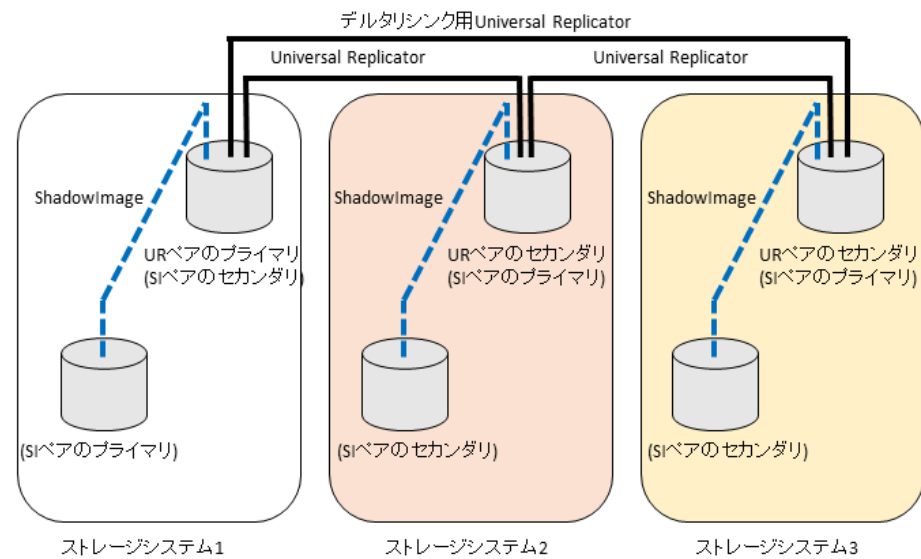 デルタリシンク用Universal Replicator
Universal Replicator
Universal Replicator
ShadowImage
ShadowImage
ShadowImage
URペアのプライマリ
(SIペアのセカンダリ)
URペアのセカンダリ
(SIペアのプライマリ)
URペアのセカンダリ
(SIペアのプライマリ)
(SIペアのプライマリ)
(SIペアのセカンダリ)
(SIペアのセカンダリ)
ストレージシステム1
ストレージシステム2
ストレージシステム3